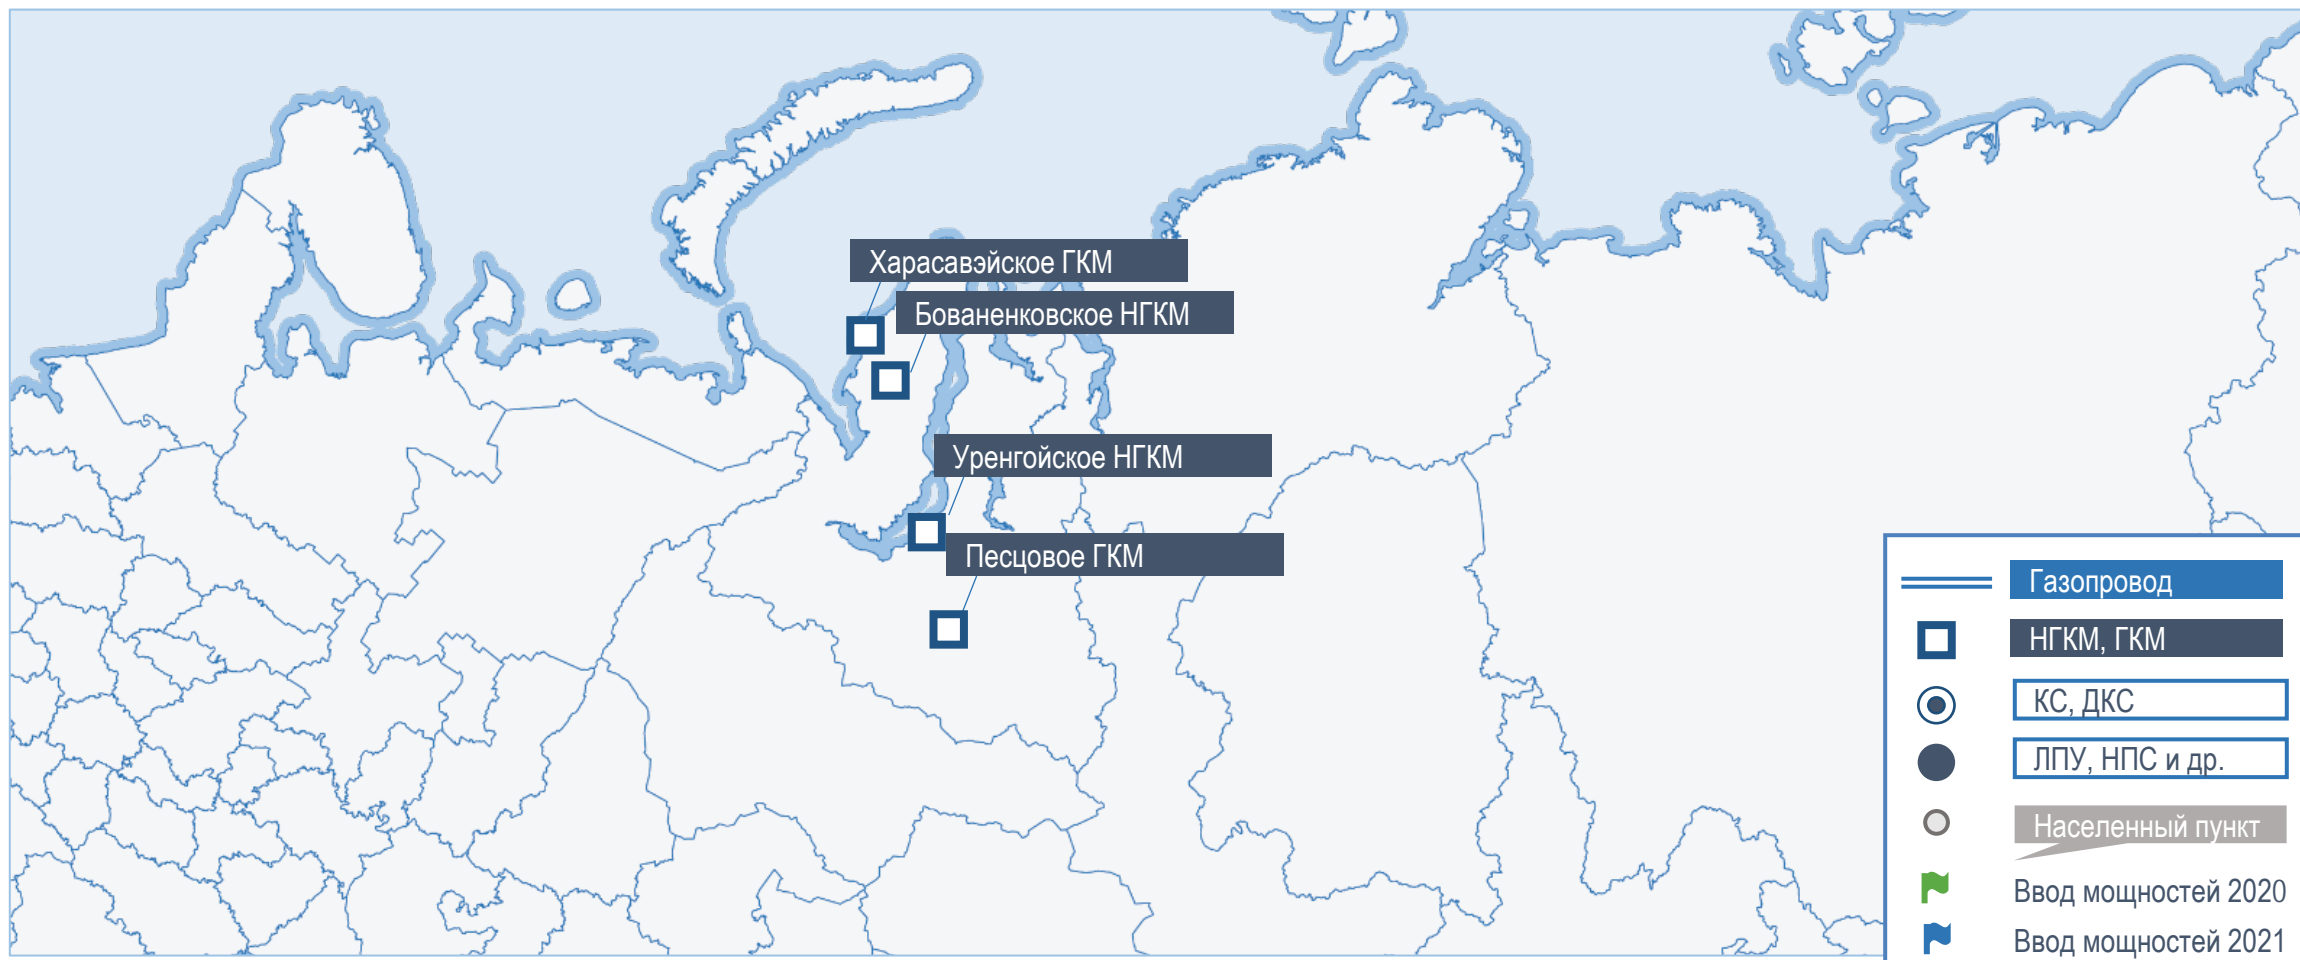 Харасавэйское ГКМ
Бованенковское НГКМ
Уренгойское НГКМ
Песцовое ГКМ
Газопровод
НГКМ, ГКМ
КС, ДКС
ЛПУ, НПС и др.
Населенный пункт
Ввод мощностей 2020
Ввод мощностей 2021